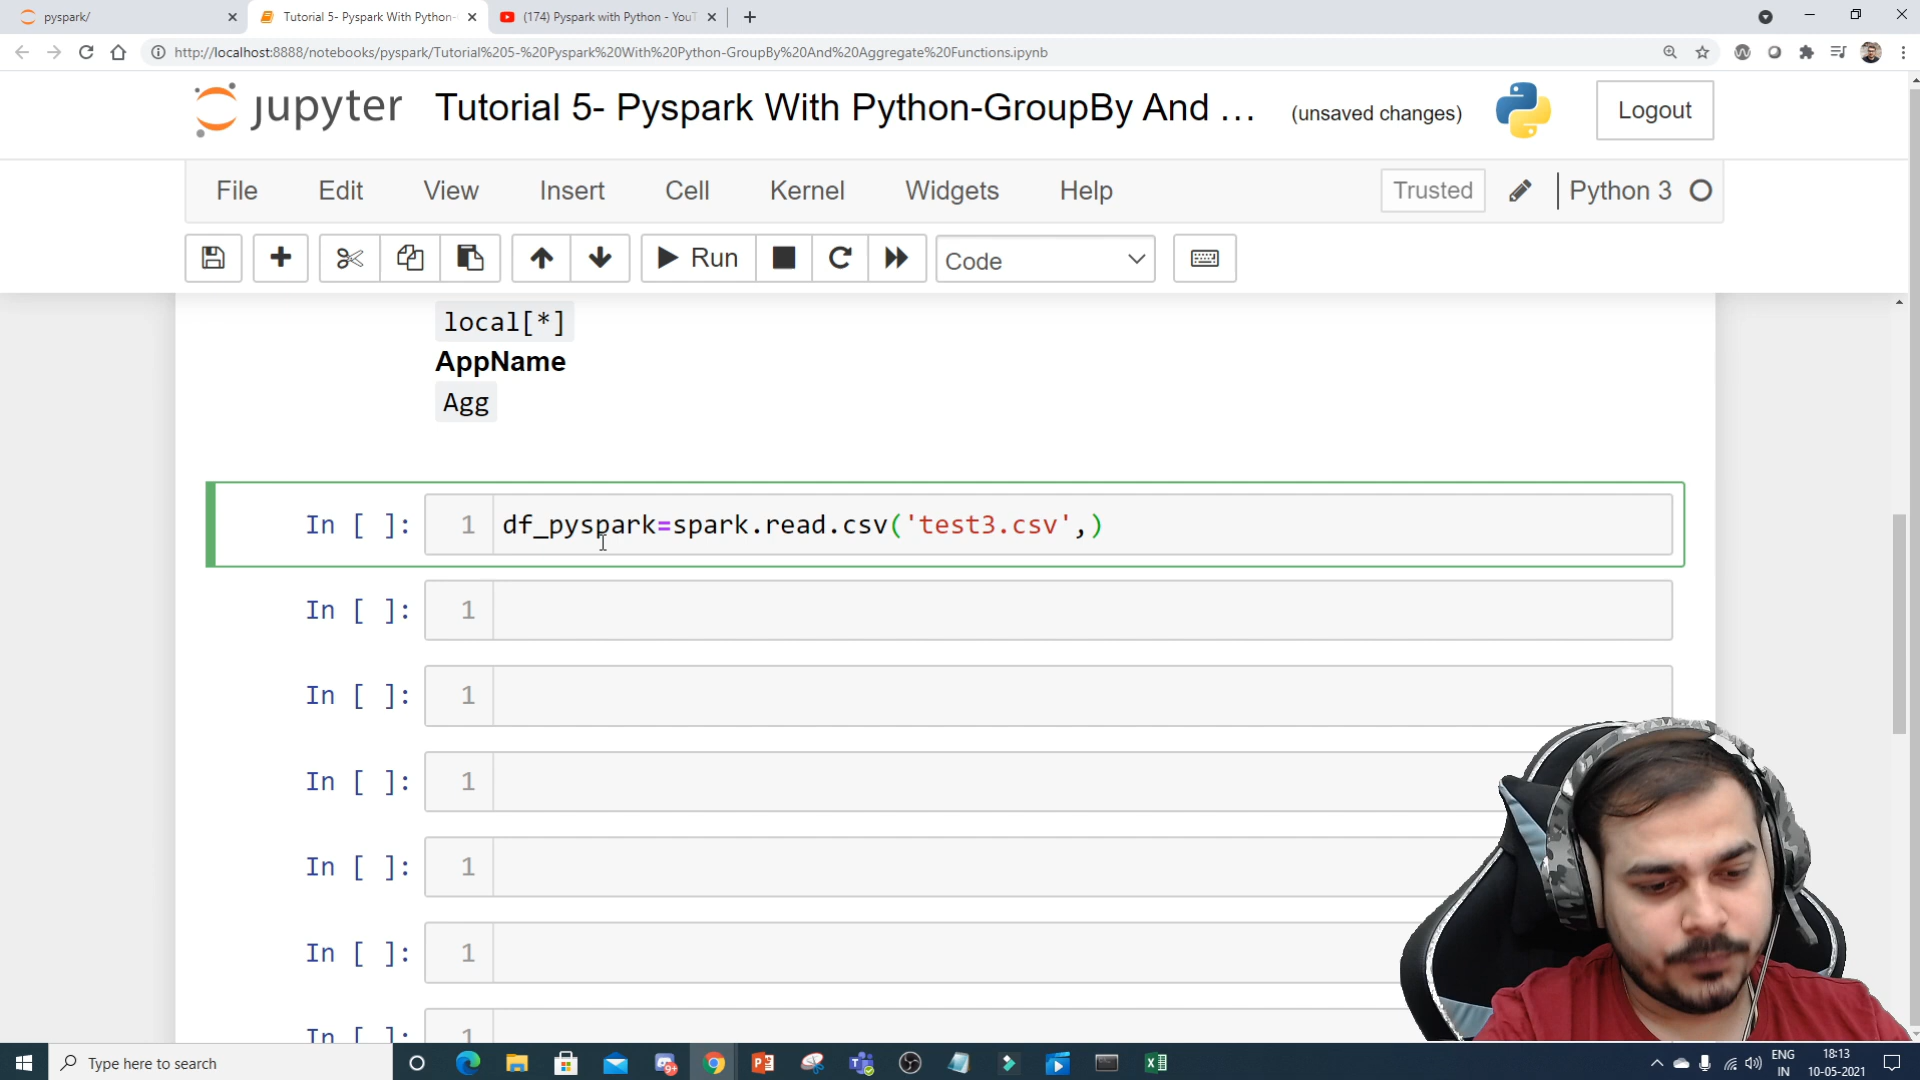 pyspark/
Tutorial 5- Pyspark With Python-
(174) Pyspark with Python - YouT
http://localhost:8888/notebooks/pyspark/Tutorial%205-%20Pyspark%20With%20Python-GroupBy%20And%20Aggregate%20Functions.ipynb
jupyter
Tutorial 5- Pyspark With Python-GroupBy And ...
(unsaved changes)
Logout
File Edit View Insert Cell Kernel Widgets Help
Trusted
Python 3
Run
Code
local[*]
AppName
Agg
In [ ]: 1 df_pyspark=spark.read.csv('test3.csv',)
In [ ]: 1
In [ ]: 1
In [ ]: 1
In [ ]: 1
In [ ]: 1
In [ ]: 1
Type here to search
ENG
IN
18:13
10-05-2021